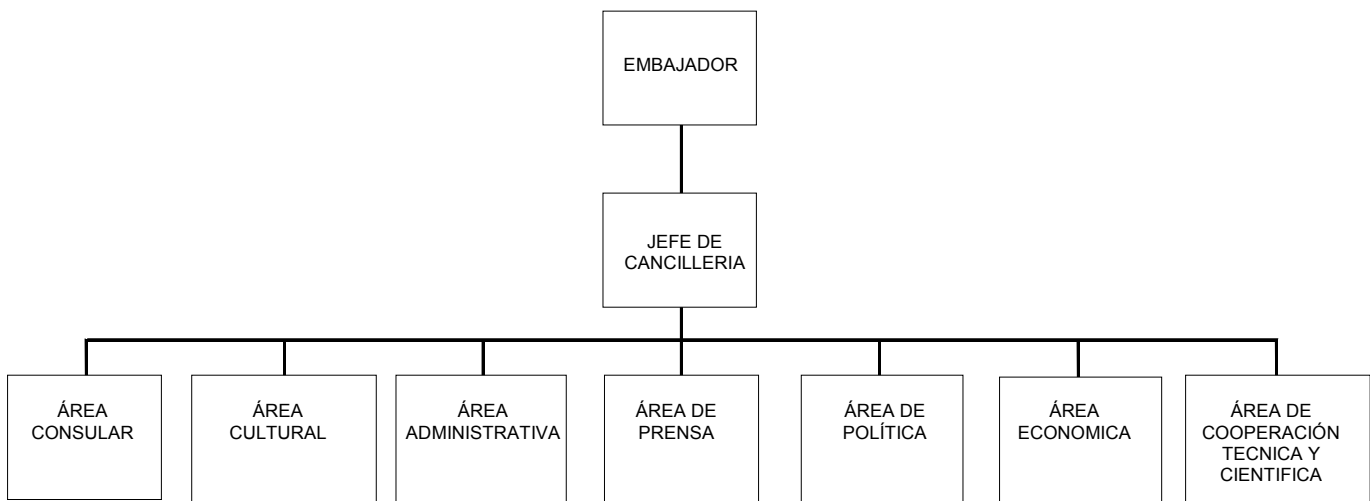 EMBAJADOR
JEFE DE
CANCILLERIA
ÁREA
CONSULAR
ÁREA
CULTURAL
ÁREA
ADMINISTRATIVA
ÁREA DE
PRENSA
ÁREA DE
POLÍTICA
ÁREA
ECONOMICA
ÁREA DE
COOPERACIÓN
TECNICA Y
CIENTIFICA